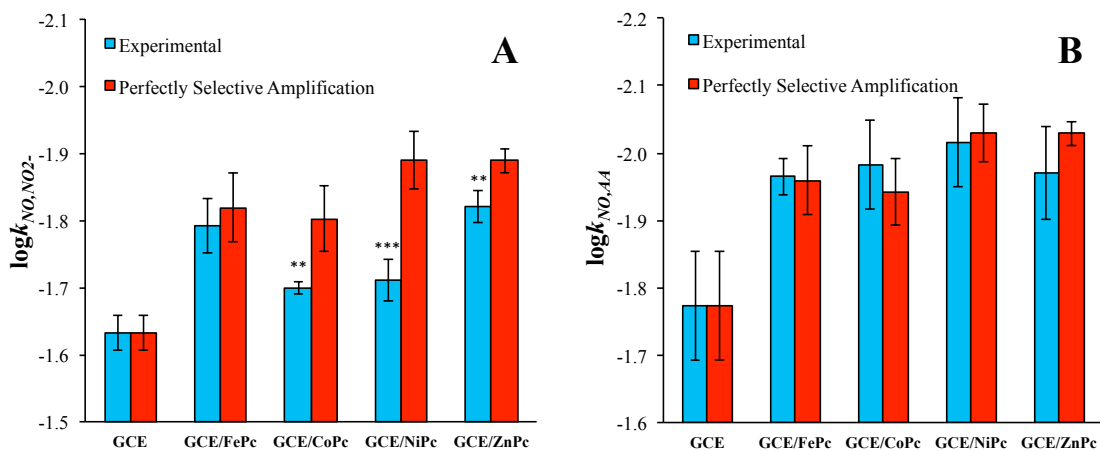 A
Experimental
Perfectly Selective Amplification
logk_NO,NO2-
-2.1
-2.0
-1.9
-1.8
-1.7
-1.6
-1.5
**
***
**
GCE GCE/FePc GCE/CoPc GCE/NiPc GCE/ZnPc
B
Experimental
Perfectly Selective Amplification
logk_NO,AA
-2.2
-2.1
-2.0
-1.9
-1.8
-1.7
-1.6
GCE GCE/FePc GCE/CoPc GCE/NiPc GCE/ZnPc